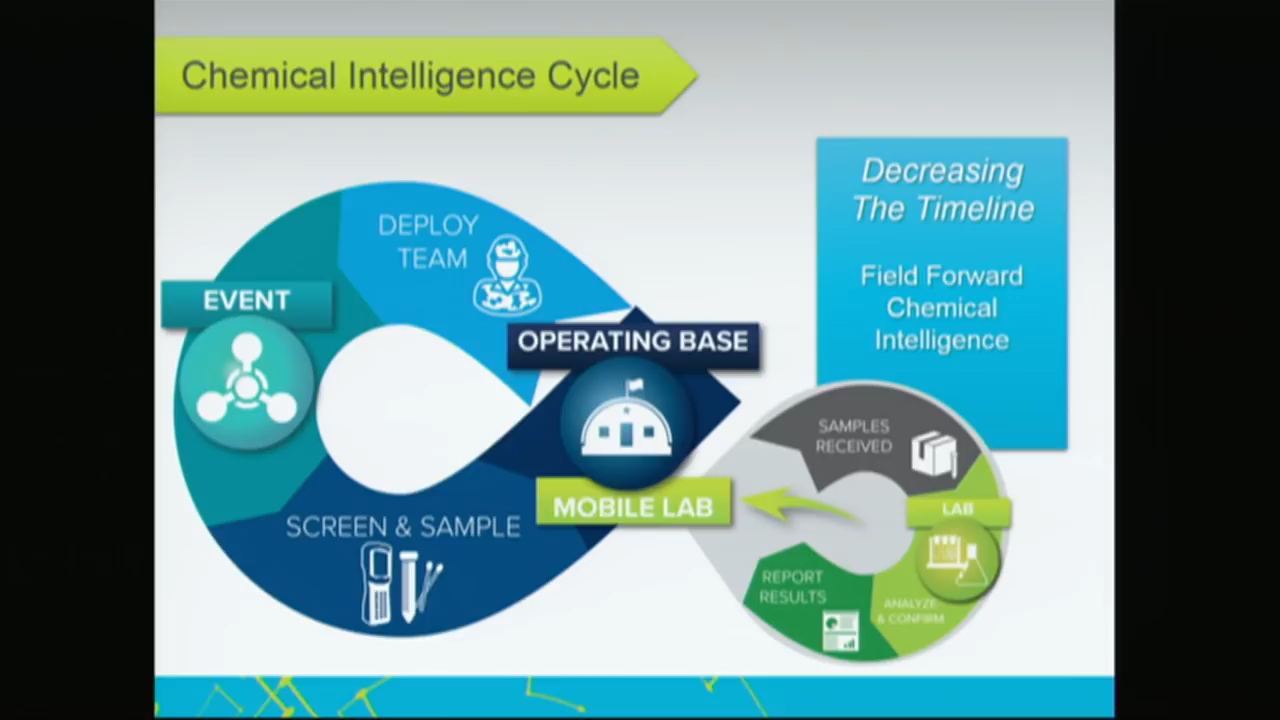 Chemical Intelligence Cycle
Decreasing
The Timeline
Field Forward
Chemical
Intelligence
DEPLOY
TEAM
EVENT
OPERATING BASE
MOBILE LAB
SCREEN & SAMPLE
SAMPLES
RECEIVED
LAB
ANALYZE
& CONFIRM
REPORT
RESULTS